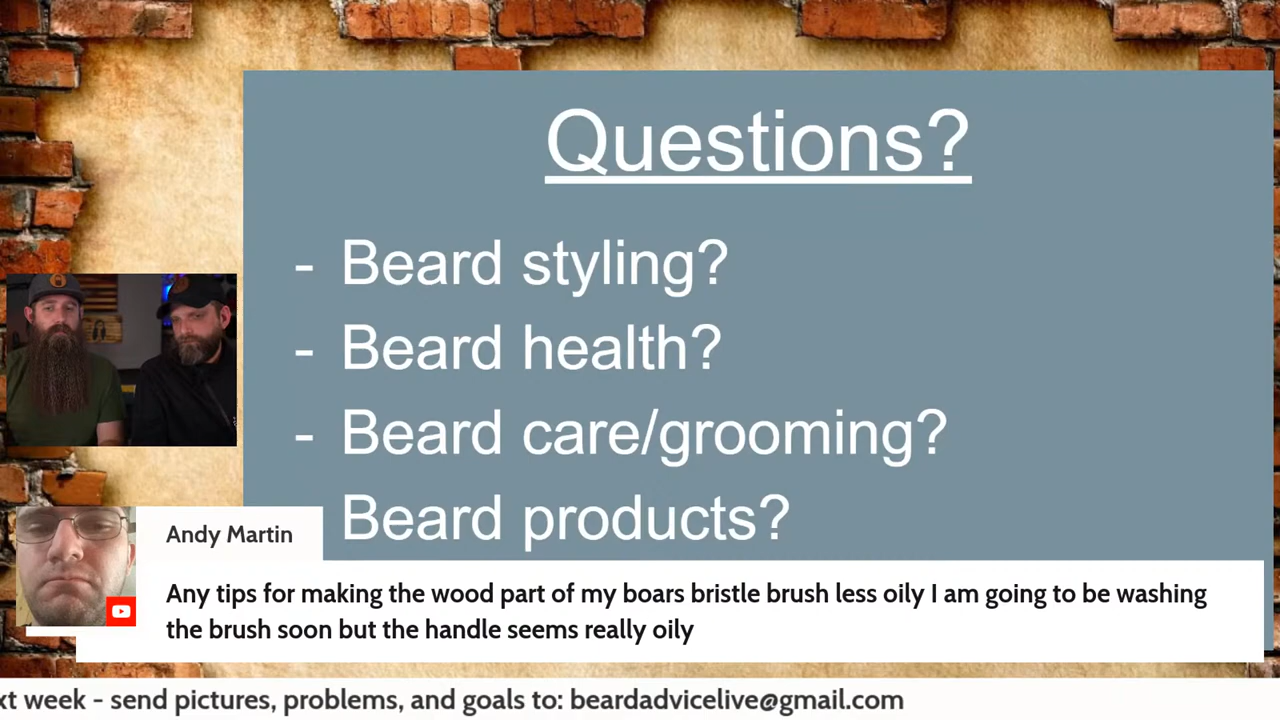 Questions?
- Beard styling?
- Beard health?
- Beard care/grooming?
Beard products?
Andy Martin
Any tips for making the wood part of my boars bristle brush less oily I am going to be washing
the brush soon but the handle seems really oily
xt week - send pictures, problems, and goals to: beardadvicelive@gmail.com